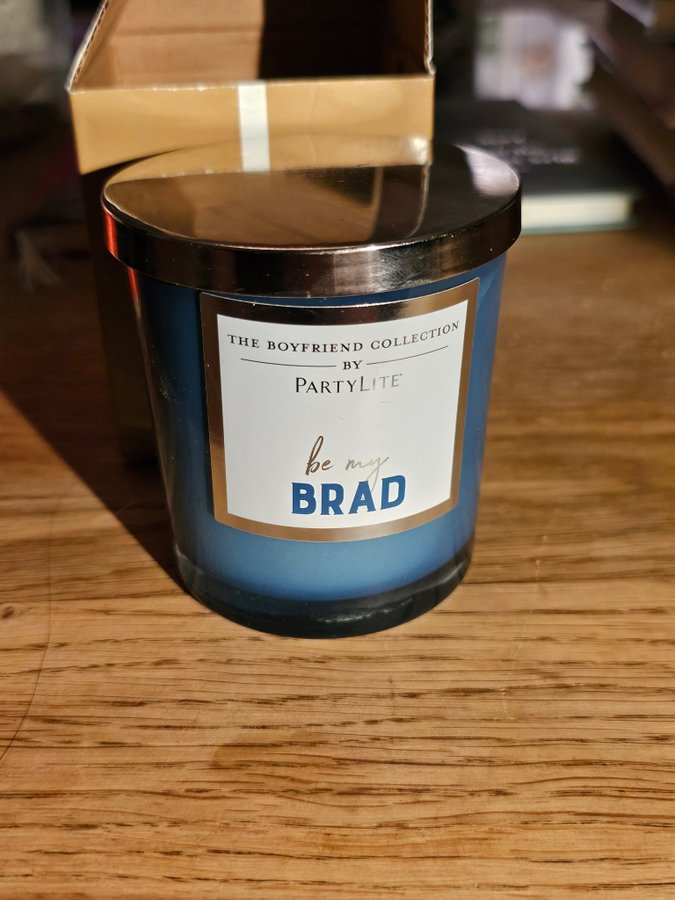 THE BOYFRIEND COLLECTION
BY
PARTYLITE®
be my
BRAD